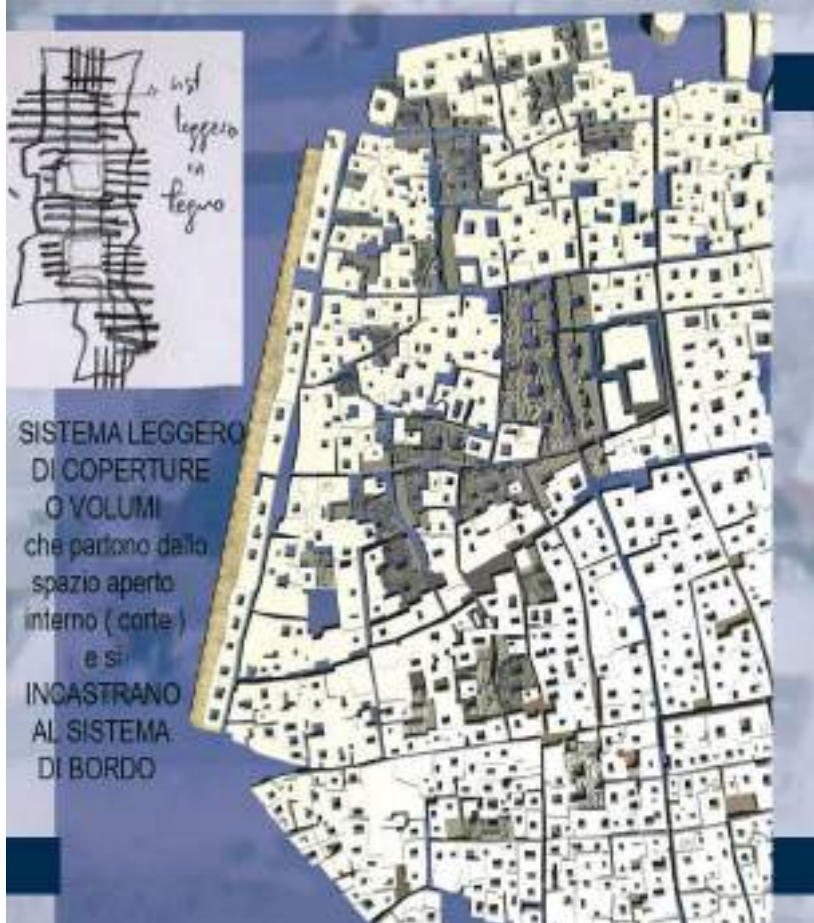 sist
leggero
in
legno
SISTEMA LEGGERO
DI COPERTURE
O VOLUMI
che partono dallo
spazio aperto
interno ( corte )
e si
INCASTRANO
AL SISTEMA
DI BORDO